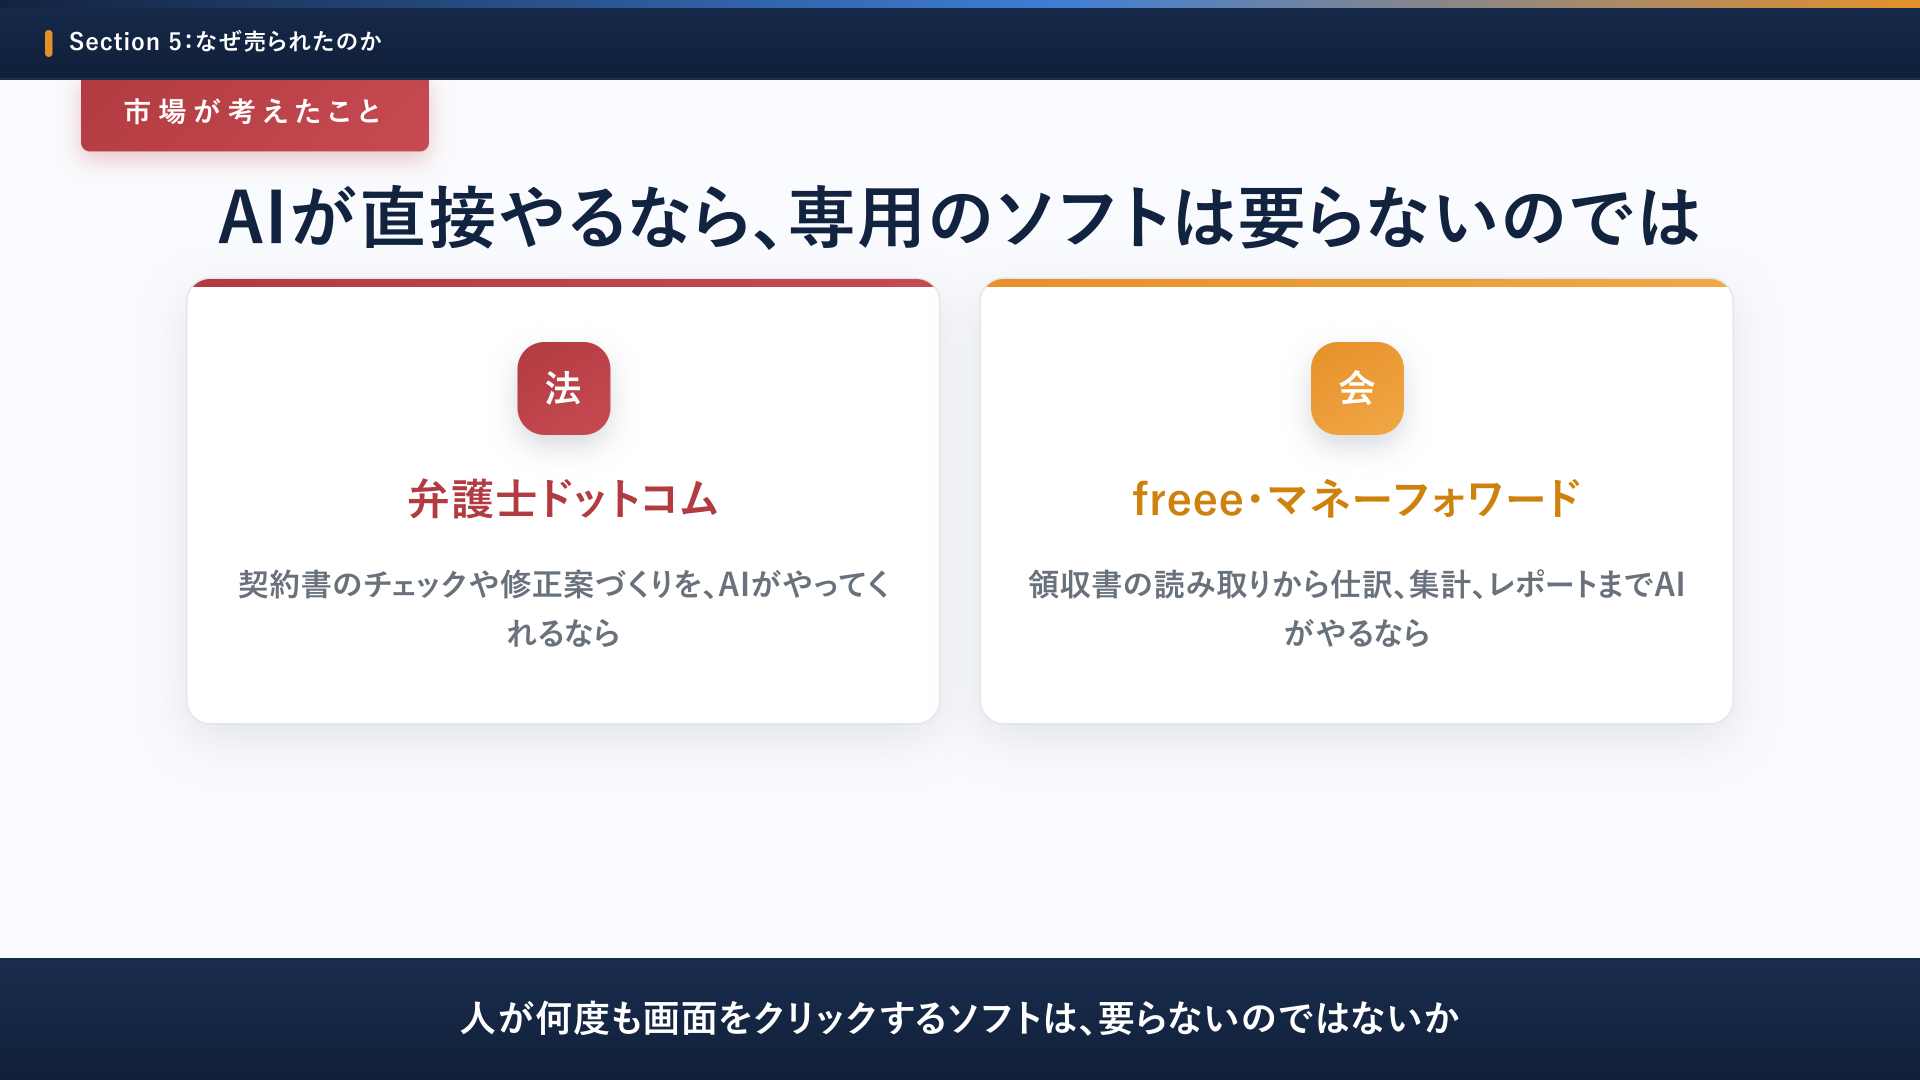 Section 5：なぜ売られたのか
市場が考えたこと
AIが直接やるなら、専用のソフトは要らないのでは
法
弁護士ドットコム
契約書のチェックや修正案づくりを、AIがやってく
れるなら
会
freee・マネーフォワード
領収書の読み取りから仕訳、集計、レポートまでAI
がやるなら
人が何度も画面をクリックするソフトは、要らないのではないか